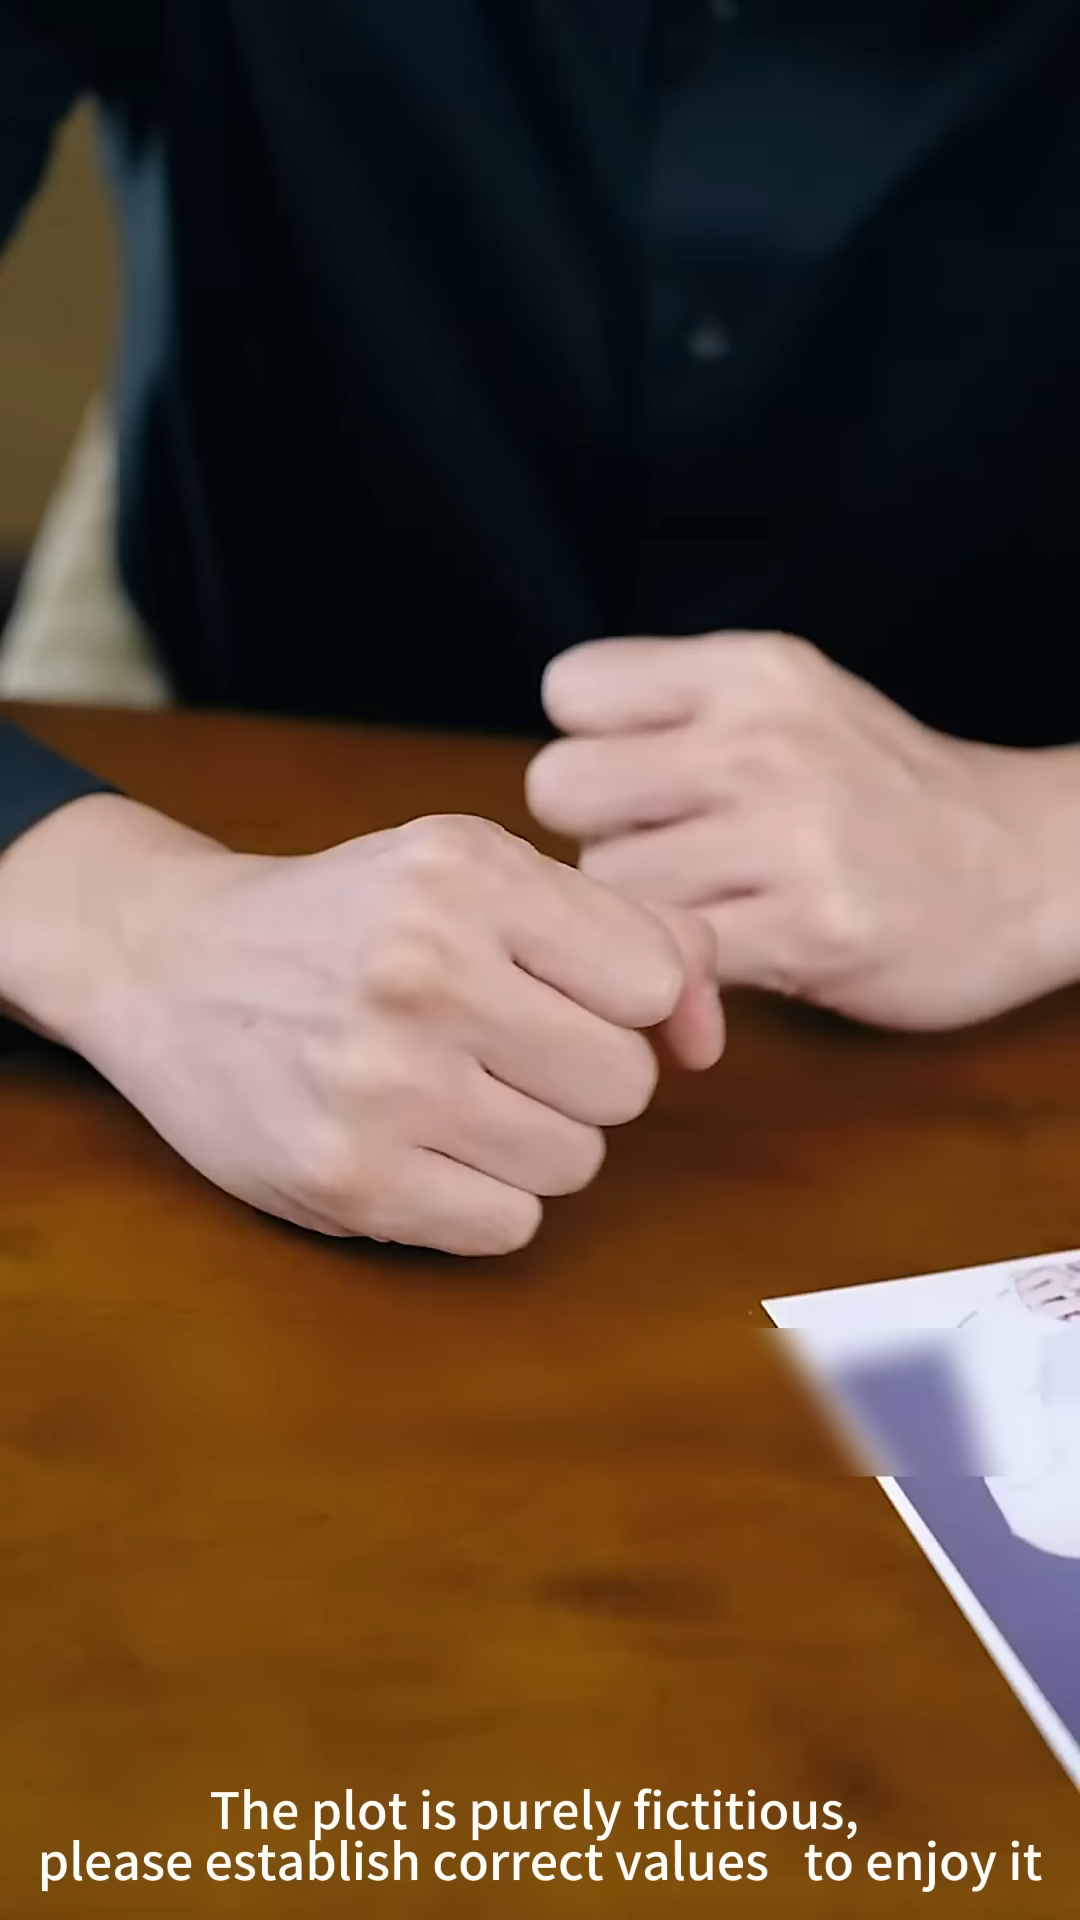 The plot is purely fictitious,
please establish correct values to enjoy it